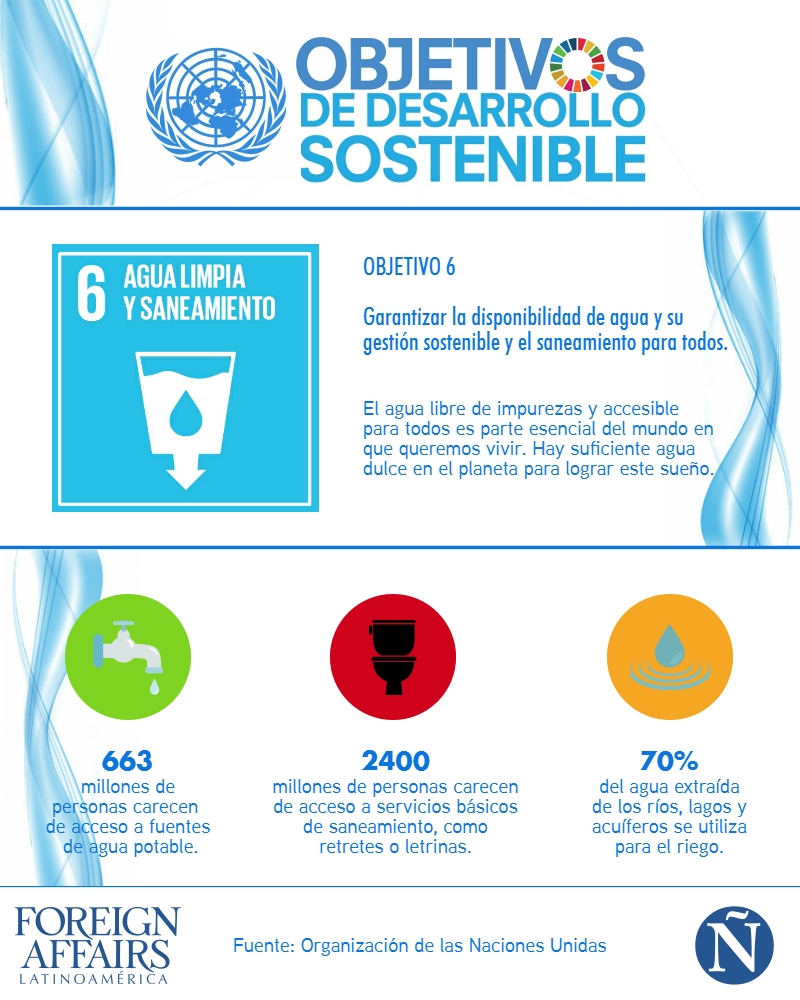 OBJETIVOS
DE DESARROLLO
SOSTENIBLE
6 AGUA LIMPIA
Y SANEAMIENTO
OBJETIVO 6
Garantizar la disponibilidad de agua y su
gestión sostenible y el saneamiento para todos.
El agua libre de impurezas y accesible
para todos es parte esencial del mundo en
que queremos vivir. Hay suficiente agua
dulce en el planeta para lograr este sueño.
663
millones de
personas carecen
de acceso a fuentes
de agua potable.
2400
millones de personas carecen
de acceso a servicios básicos
de saneamiento, como
retretes o letrinas.
70%
del agua extraída
de los ríos, lagos y
acuíferos se utiliza
para el riego.
FOREIGN
AFFAIRS
LATINOAMÉRICA
Fuente: Organización de las Naciones Unidas
Ñ